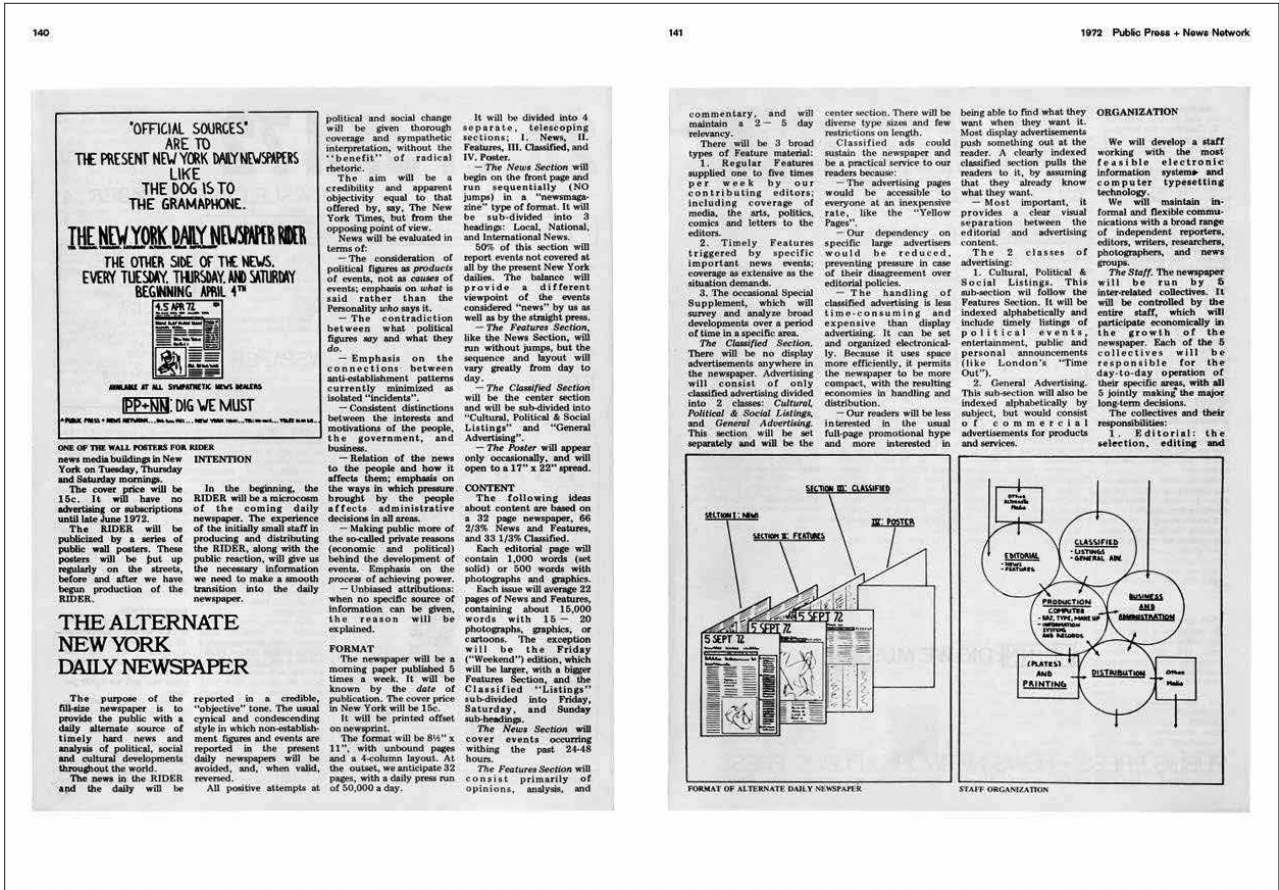 140
"OFFICIAL SOURCES"
ARE TO
THE PRESENT NEW YORK DAILY NEWSPAPERS
LIKE
THE DOG IS TO
THE GRAMAPHONE.
THE NEW YORK DAILY NEWSPAPER RIDER
THE OTHER SIDE OF THE NEWS.
EVERY TUESDAY, THURSDAY, AND SATURDAY
BEGINNING APRIL 4TH
4.5 APR 72
AVAILABLE AT ALL SYMPATHETIC NEWS DEALERS
PP+NN: DIG WE MUST
ONE OF THE WALL POSTERS FOR RIDER
news media buildings in New
York on Tuesday, Thursday
and Saturday mornings.
The cover price will be
15c. It will have no
advertising or subscriptions
until late June 1972.
The RIDER will be
publicized by a series of
public wall posters. These
posters will be put up
regularly on the streets,
before and after we have
begun production of the
RIDER.
INTENTION
In the beginning, the
RIDER will be a microcosm
of the coming daily
newspaper. The experience
of the initially small staff in
producing and distributing
the RIDER, along with the
public reaction, will give us
the necessary information
we need to make a smooth
transition into the daily
newspaper.
THE ALTERNATE
NEW YORK
DAILY NEWSPAPER
The purpose of the
fill-size newspaper is to
provide the public with a
daily alternate source of
timely hard news and
analysis of political, social
and cultural developments
throughout the world.
The news in the RIDER
and the daily will be
reported in a credible,
"objective" tone. The usual
cynical and condescending
style in which non-establish-
ment figures and events are
reported in the present
daily newspapers will be
avoided, and, when valid,
reversed.
All positive attempts at
political and social change
will be given thorough
coverage and sympathetic
interpretation, without the
"benefit" of radical
rhetoric.
The aim will be a
credibility and apparent
objectivity equal to that
offered by, say, The New
York Times, but from the
opposing point of view.
News will be evaluated in
terms of:
— The consideration of
political figures as products
of events, not as causes of
events; emphasis on what is
said rather than the
Personality who says it.
— The contradiction
between what political
figures say and what they
do.
— Emphasis on the
connections between
anti-establishment patterns
currently minimized as
isolated "incidents".
— Consistent distinctions
between the interests and
motivations of the people,
the government, and
business.
— Relation of the news
to the people and how it
affects them; emphasis on
the ways in which pressure
brought by the people
affects administrative
decisions in all areas.
— Making public more of
the so-called private reasons
(economic and political)
behind the development of
events. Emphasis on the
process of achieving power.
— Unbiased attributions:
when no specific source of
information can be given,
the reason will be
explained.
FORMAT
The newspaper will be a
morning paper published 5
times a week. It will be
known by the date of
publication. The cover price
in New York will be 15c.
It will be printed offset
on newsprint.
The format will be 8½" x
11", with unbound pages
and a 4-column layout. At
the outset, we anticipate 32
pages, with a daily press run
of 50,000 a day.
It will be divided into 4
separate, telescoping
sections; I. News, II.
Features, III. Classified, and
IV. Poster.
— The News Section will
begin on the front page and
run sequentially (NO
jumps) in a "newsmaga-
zine" type of format. It will
be sub-divided into 3
headings: Local, National,
and International News.
50% of this section will
report events not covered at
all by the present New York
dailies. The balance will
provide a different
viewpoint of the events
considered "news" by us as
well as by the straight press.
— The Features Section,
like the News Section, will
run without jumps, but the
sequence and layout will
vary greatly from day to
day.
— The Classified Section
will be the center section
and will be sub-divided into
"Cultural, Political & Social
Listings" and "General
Advertising".
— The Poster will appear
only occasionally, and will
open to a 17" x 22" spread.
CONTENT
The following ideas
about content are based on
a 32 page newspaper, 66
2/3% News and Features,
and 33 1/3% Classified.
Each editorial page will
contain 1,000 words (set
solid) or 500 words with
photographs and graphics.
Each issue will average 22
pages of News and Features,
containing about 15,000
words with 15 — 20
photographs, graphics, or
cartoons. The exception
will be the Friday
("Weekend") edition, which
will be larger, with a bigger
Features Section, and the
Classified "Listings"
sub-divided into Friday,
Saturday, and Sunday
sub-headings.
The News Section will
cover events occurring
withing the past 24-48
hours.
The Features Section will
consist primarily of
opinions, analysis, and
141
1972 Public Press + News Network
commentary, and will
maintain a 2 — 5 day
relevancy.
There will be 3 broad
types of Feature material:
1. Regular Features
supplied one to five times
per week by our
contributing editors;
including coverage of
media, the arts, politics,
comics and letters to the
editors.
2. Timely Features
triggered by specific
important news events;
coverage as extensive as the
situation demands.
3. The occasional Special
Supplement, which will
survey and analyze broad
developments over a period
of time in a specific area.
The Classified Section.
There will be no display
advertisements anywhere in
the newspaper. Advertising
will consist of only
classified advertising divided
into 2 classes: Cultural,
Political & Social Listings,
and General Advertising.
This section will be set
separately and will be the
center section. There will be
diverse type sizes and few
restrictions on length.
Classified ads could
sustain the newspaper and
be a practical service to our
readers because:
— The advertising pages
would be accessible to
everyone at an inexpensive
rate, like the "Yellow
Pages".
— Our dependency on
specific large advertisers
would be reduced,
preventing pressure in case
of their disagreement over
editorial policies.
— The handling of
classified advertising is less
time-consuming and
expensive than display
advertising. It can be set
and organized electronical-
ly. Because it uses space
more efficiently, it permits
the newspaper to be more
compact, with the resulting
economies in handling and
distribution.
— Our readers will be less
interested in the usual
full-page promotional hype
and more interested in
being able to find what they
want when they want it.
Most display advertisements
push something out at the
reader. A clearly indexed
classified section pulls the
readers to it, by assuming
that they already know
what they want.
— Most important, it
provides a clear visual
separation between the
editorial and advertising
content.
The 2 classes of
advertising:
1. Cultural, Political &
Social Listings. This
sub-section wil follow the
Features Section. It will be
indexed alphabetically and
include timely listings of
political events,
entertainment, public and
personal announcements
(like London's "Time
Out").
2. General Advertising.
This sub-section will also be
indexed alphabetically by
subject, but would consist
of commercial
advertisements for products
and services.
ORGANIZATION
We will develop a staff
working with the most
feasible electronic
information systems and
computer typesetting
technology.
We will maintain in-
formal and flexible commu-
nications with a broad range
of independent reporters,
editors, writers, researchers,
photographers, and news
groups.
The Staff. The newspaper
will be run by 5
inter-related collectives. It
will be controlled by the
entire staff, which will
participate economically in
the growth of the
newspaper. Each of the 5
collectives will be
responsible for the
day-to-day operation of
their specific areas, with all
5 jointly making the major
long-term decisions.
The collectives and their
responsibilities:
1. Editorial: the
selection, editing and
SECTION I: NEWS
SECTION II: FEATURES
SECTION III: CLASSIFIED
IV: POSTER
5 SEPT 72
5 SEPT 72
5 SEPT 72
FORMAT OF ALTERNATE DAILY NEWSPAPER
Other
Alternate
Media
EDITORIAL
- NEWS
- FEATURES
CLASSIFIED
- LISTINGS
- GENERAL ADV.
PRODUCTION
COMPUTER
- TYPE, MAKE UP
- INFORMATION
SYSTEMS
AND RECORDS
BUSINESS
AND
ADMINISTRATION
(PLATES)
AND
PRINTING
DISTRIBUTION
Other
Media
STAFF ORGANIZATION